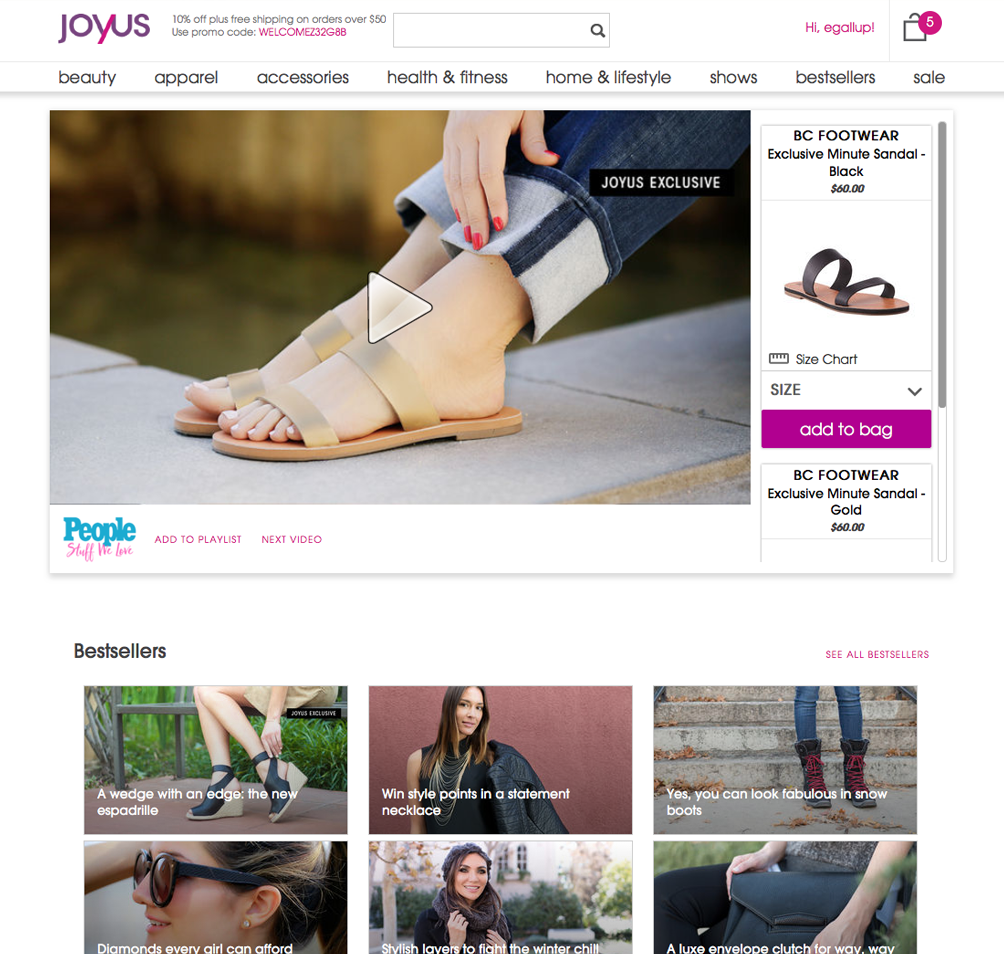 JOYUS
10% off plus free shipping on orders over $50
Use promo code: WELCOMEZ32G8B
Hi, egallup!
5
beauty
apparel
accessories
health & fitness
home & lifestyle
shows
bestsellers
sale
JOYUS EXCLUSIVE
BC FOOTWEAR
Exclusive Minute Sandal -
Black
$60.00
Size Chart
SIZE
add to bag
BC FOOTWEAR
Exclusive Minute Sandal -
Gold
$60.00
People
Stuff We Love
ADD TO PLAYLIST
NEXT VIDEO
Bestsellers
SEE ALL BESTSELLERS
JOYUS EXCLUSIVE
A wedge with an edge: the new
espadrille
Win style points in a statement
necklace
Yes, you can look fabulous in snow
boots
Diamonds every girl can afford
Stylish layers to fight the winter chill
A luxe envelope clutch for way, way